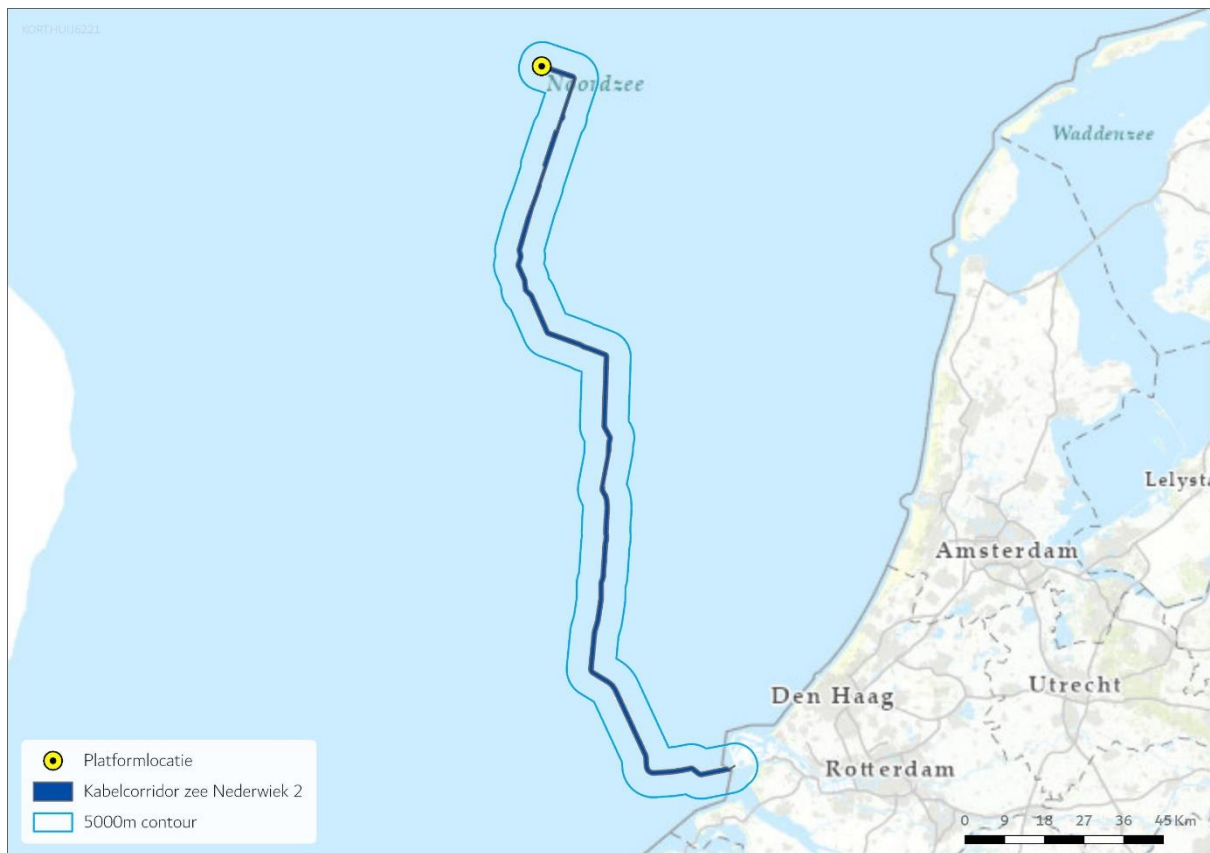 KORTHUU6221
Noordzee
Waddenzee
Lelysta
Amsterdam
Den Haag
Utrecht
Rotterdam
Platformlocatie
Kabelcorridor zee Nederwiek 2
5000m contour
0 9 18 27 36 45 Km